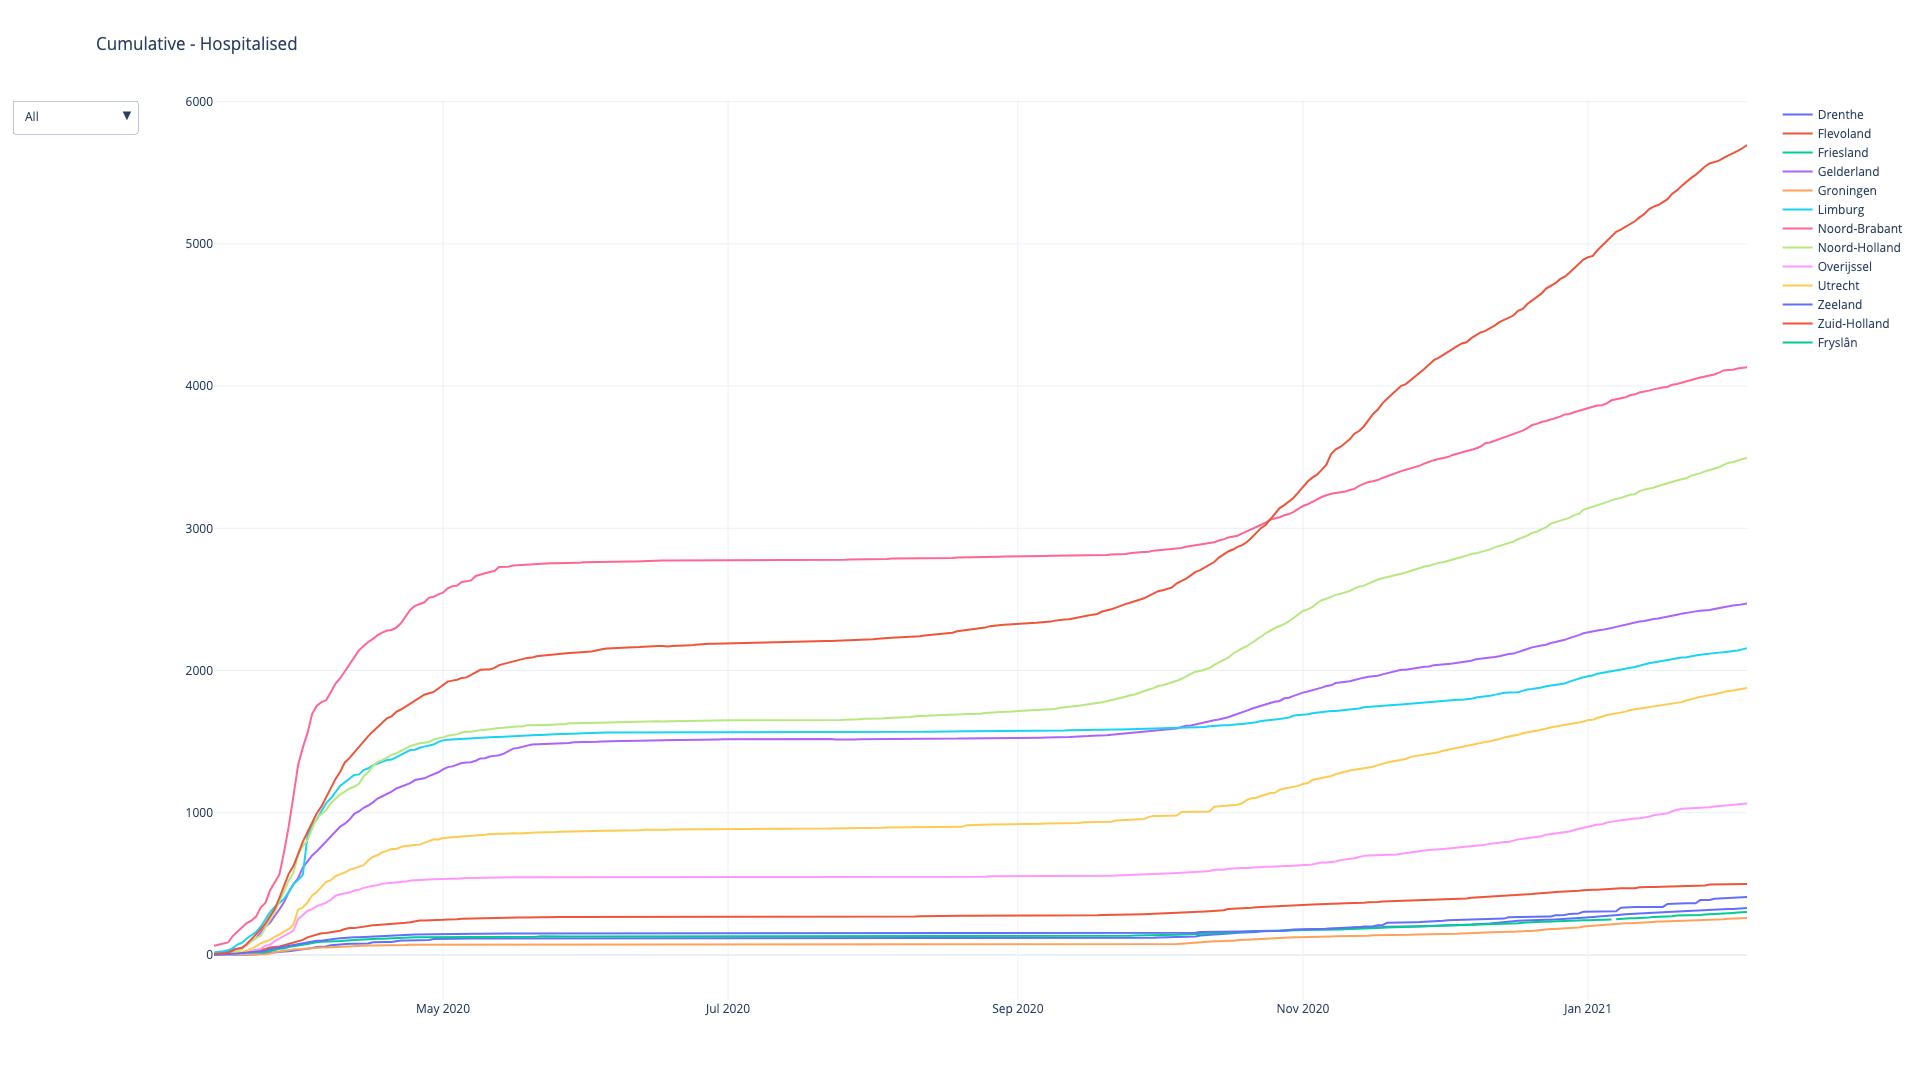 Cumulative - Hospitalised
All ▼
6000
5000
4000
3000
2000
1000
0
May 2020
Jul 2020
Sep 2020
Nov 2020
Jan 2021
Drenthe
Flevoland
Friesland
Gelderland
Groningen
Limburg
Noord-Brabant
Noord-Holland
Overijssel
Utrecht
Zeeland
Zuid-Holland
Fryslân